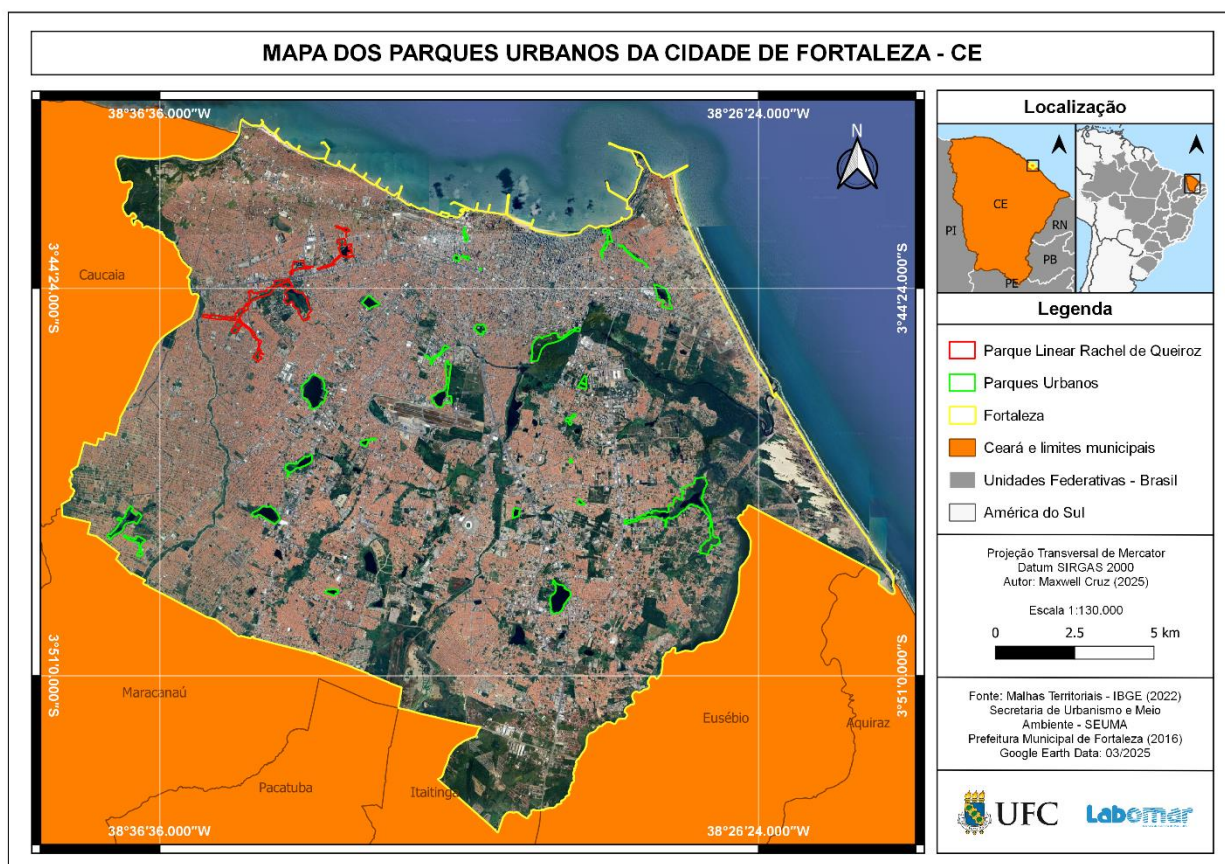 MAPA DOS PARQUES URBANOS DA CIDADE DE FORTALEZA - CE
38°36'36.000"W
38°26'24.000"W
N
3°44'24.000"S
3°44'24.000"S
Caucaia
3°51'0.000"S
3°51'0.000"S
Maracanaú
Eusébio
Aquiraz
Pacatuba
Itaitinga
38°36'36.000"W
38°26'24.000"W
Localização
CE
PI
RN
PB
PE
Legenda
Parque Linear Rachel de Queiroz
Parques Urbanos
Fortaleza
Ceará e limites municipais
Unidades Federativas - Brasil
América do Sul
Projeção Transversal de Mercator
Datum SIRGAS 2000
Autor: Maxwell Cruz (2025)
Escala 1:130.000
0 2.5 5 km
Fonte: Malhas Territoriais - IBGE (2022)
Secretaria de Urbanismo e Meio
Ambiente - SEUMA
Prefeitura Municipal de Fortaleza (2016)
Google Earth Data: 03/2025
UFC
Labomar